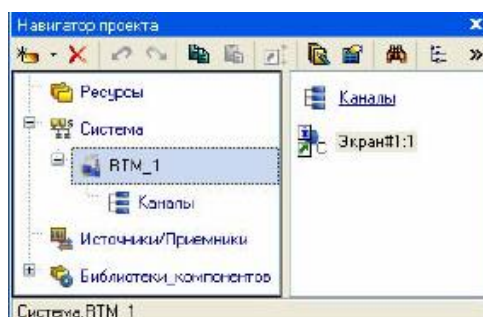 Навигатор проекта
Ресурсы
Система
RTM_1
Каналы
Источники/Приемники
Библиотеки_компонентов
Каналы
Экран#1:1
Система.RTM_1